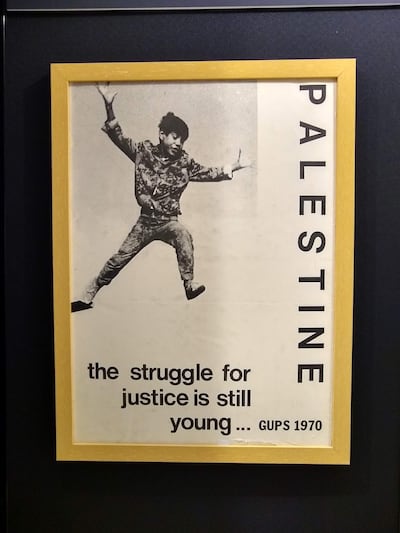 PALESTINE
the struggle for
justice is still
young... GUPS 1970